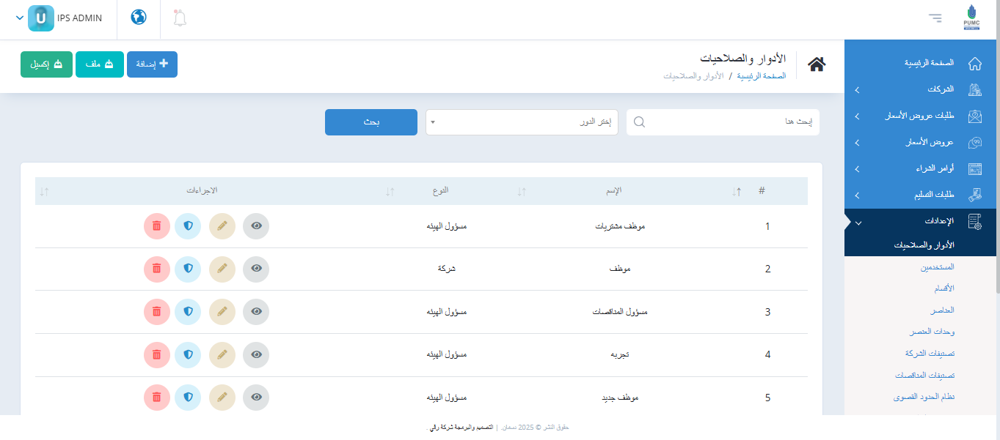 PUMC
IPS ADMIN
U
الصفحة الرئيسية
الشركات
طلبات عروض الأسعار
عروض الأسعار
أوامر الشراء
طلبات التسليم
الإعدادات
الأدوار والصلاحيات
المستخدمين
الأقسام
العناصر
وحدات العنصر
تصنيفات الشركة
تصنيفات المناقصات
نظام الحدود القصوى
الأدوار والصلاحيات
الصفحة الرئيسية / الأدوار والصلاحيات
إضافة ملف إكسيل
إبحث هنا إختر الدور بحث
# الإسم النوع الاجراءات
1 موظف مشتريات مسؤول الهيئه
2 موظف شركة
3 مسؤول المناقصات مسؤول الهيئه
4 تجربه مسؤول الهيئه
5 موظف جديد مسؤول الهيئه
حقوق النشر © 2025 نسمان. | التصميم والبرمجة شركة رقي .